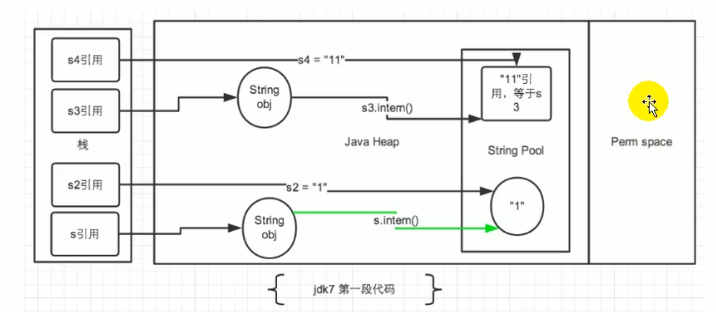 s4引用
s4 = "11"
"11"引
用，等于s
3
s3引用
String
obj
s3.intern()
栈
Java Heap
String Pool
Perm space
s2引用
s2 = "1"
"1"
s引用
String
obj
s.intern()
jdk7 第一段代码